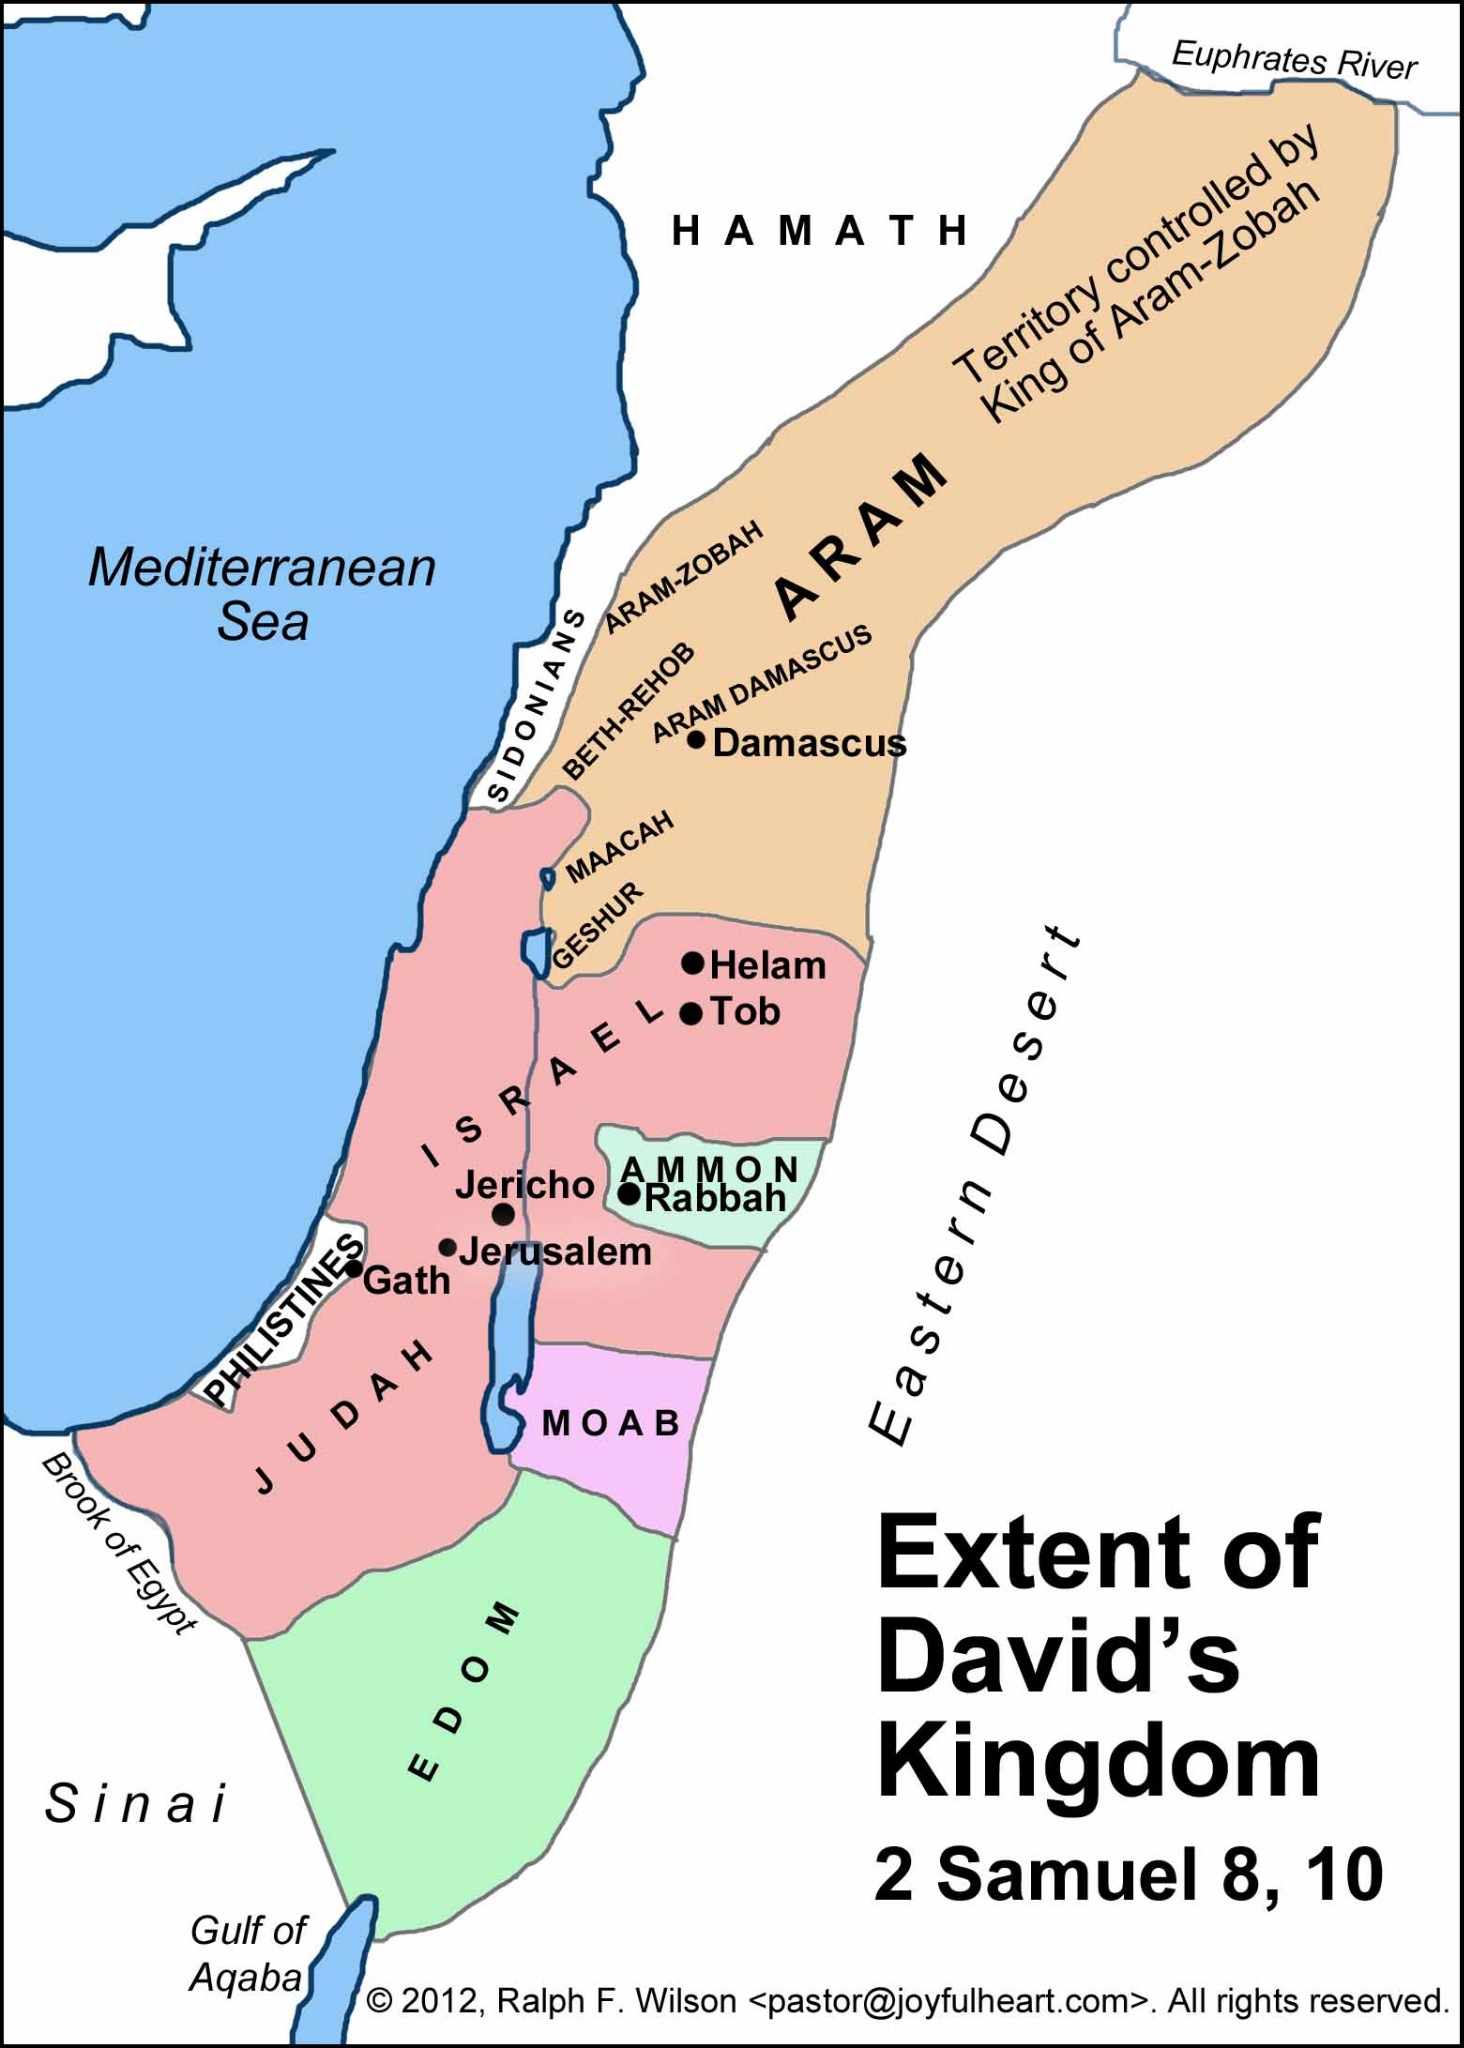 Euphrates River
Territory controlled by
King of Aram-Zobah
HAMATH
ARAM
ARAM-ZOBAH
Mediterranean
Sea
SIDONIANS
BETH-REHOB
ARAM DAMASCUS
Damascus
MAACAH
GESHUR
Helam
Tob
ISRAEL
Eastern Desert
AMMON
Rabbah
Jericho
Jerusalem
PHILISTINES
Gath
JUDAH
MOAB
Brook of Egypt
EDOM
Extent of
David’s
Kingdom
2 Samuel 8, 10
Sinai
Gulf of
Aqaba
© 2012, Ralph F. Wilson <pastor@joyfulheart.com>. All rights reserved.